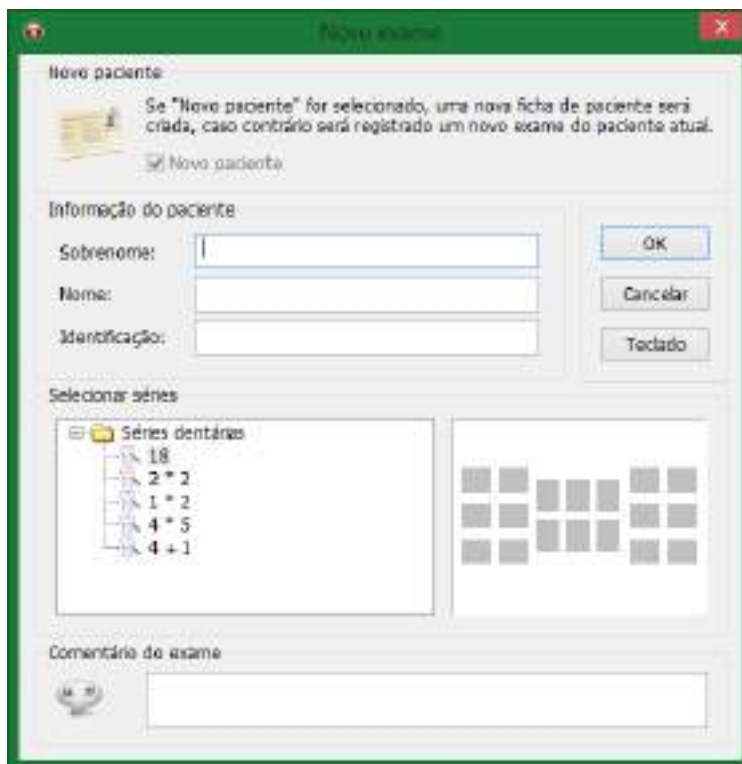 Novo exame
Novo paciente
Se "Novo paciente" for selecionado, uma nova ficha de paciente será
criada, caso contrário será registrado um novo exame do paciente atual.
Novo paciente
Informação do paciente
Sobrenome:
Nome:
Identificação:
OK
Cancelar
Teclado
Selecionar séries
Séries dentárias
18
2 * 2
1 * 2
4 * 5
4 + 1
Comentário do exame